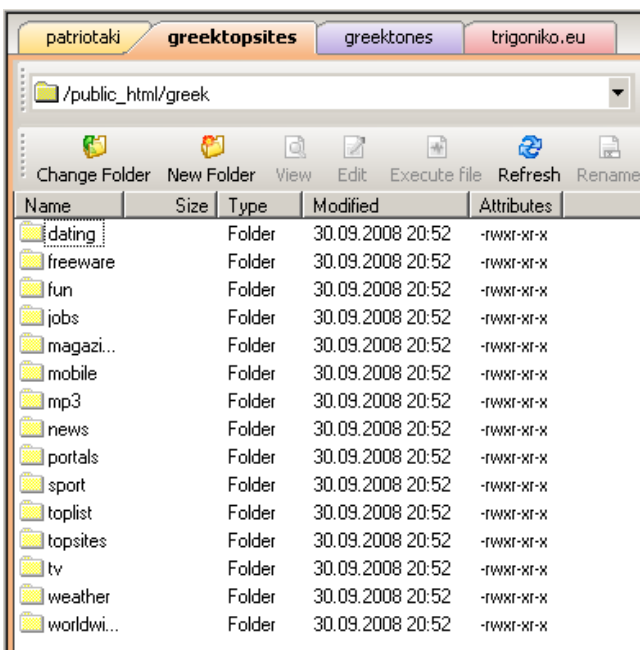 patriotaki greektopsites greektones trigoniko.eu
/public_html/greek
Change Folder New Folder View Edit Execute file Refresh Rename
Name Size Type Modified Attributes
dating Folder 30.09.2008 20:52 -rwxr-xr-x
freeware Folder 30.09.2008 20:52 -rwxr-xr-x
fun Folder 30.09.2008 20:52 -rwxr-xr-x
jobs Folder 30.09.2008 20:52 -rwxr-xr-x
magazi... Folder 30.09.2008 20:52 -rwxr-xr-x
mobile Folder 30.09.2008 20:52 -rwxr-xr-x
mp3 Folder 30.09.2008 20:52 -rwxr-xr-x
news Folder 30.09.2008 20:52 -rwxr-xr-x
portals Folder 30.09.2008 20:52 -rwxr-xr-x
sport Folder 30.09.2008 20:52 -rwxr-xr-x
toplist Folder 30.09.2008 20:52 -rwxr-xr-x
topsites Folder 30.09.2008 20:52 -rwxr-xr-x
tv Folder 30.09.2008 20:52 -rwxr-xr-x
weather Folder 30.09.2008 20:52 -rwxr-xr-x
worldwi... Folder 30.09.2008 20:52 -rwxr-xr-x